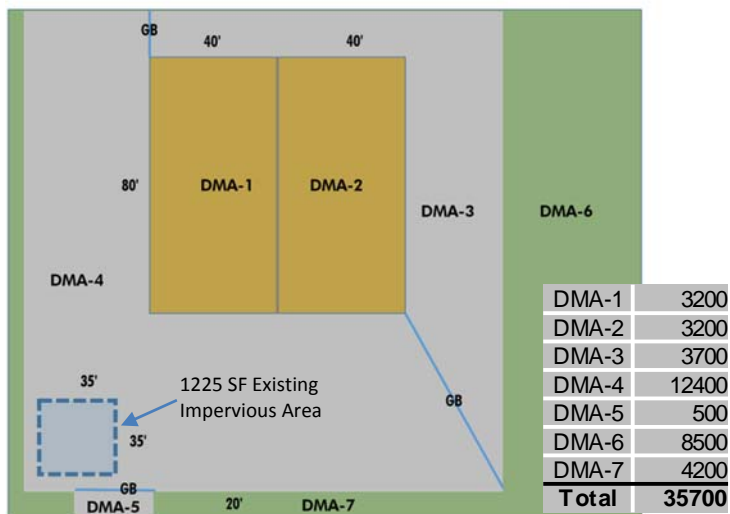 GB
40' 40'
80' DMA-1 DMA-2
DMA-3 DMA-6
DMA-4
35'
1225 SF Existing
Impervious Area
35'
GB
GB
DMA-5 20' DMA-7
DMA-1 3200
DMA-2 3200
DMA-3 3700
DMA-4 12400
DMA-5 500
DMA-6 8500
DMA-7 4200
Total 35700